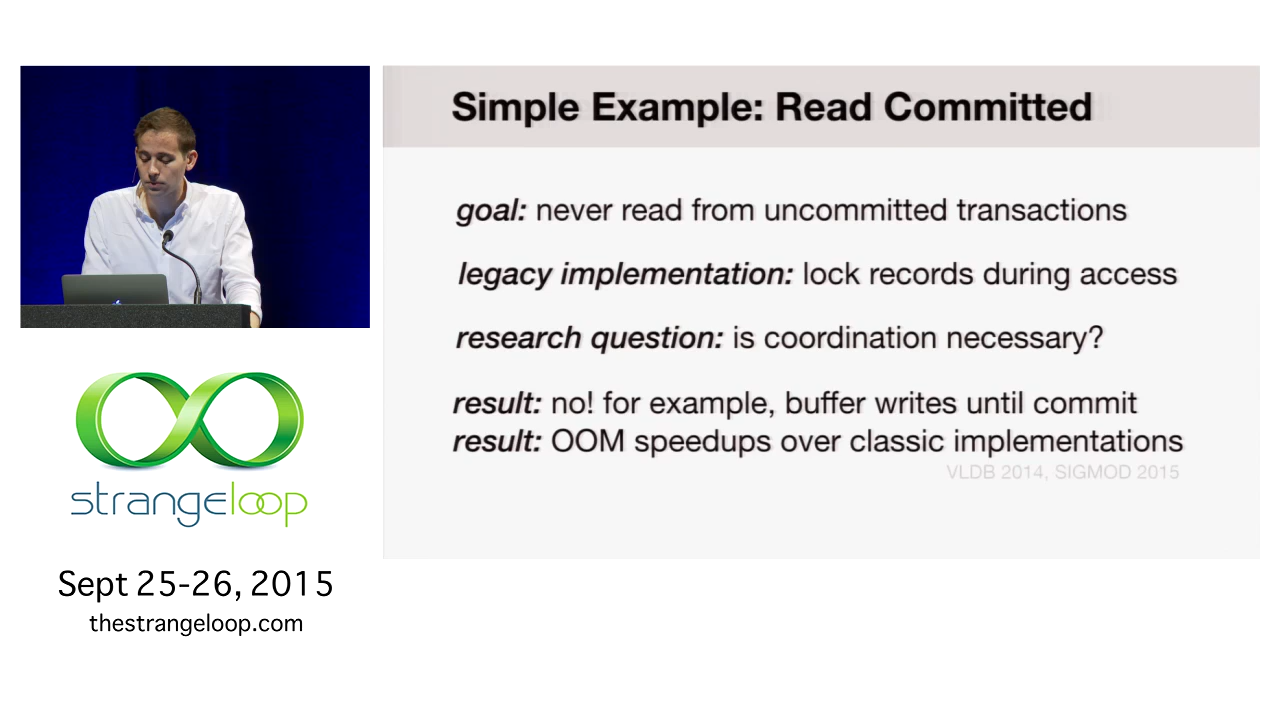 Simple Example: Read Committed
goal: never read from uncommitted transactions
legacy implementation: lock records during access
research question: is coordination necessary?
result: no! for example, buffer writes until commit
result: OOM speedups over classic implementations
VLDB 2014, SIGMOD 2015
strangeloop
Sept 25-26, 2015
thestrangeloop.com